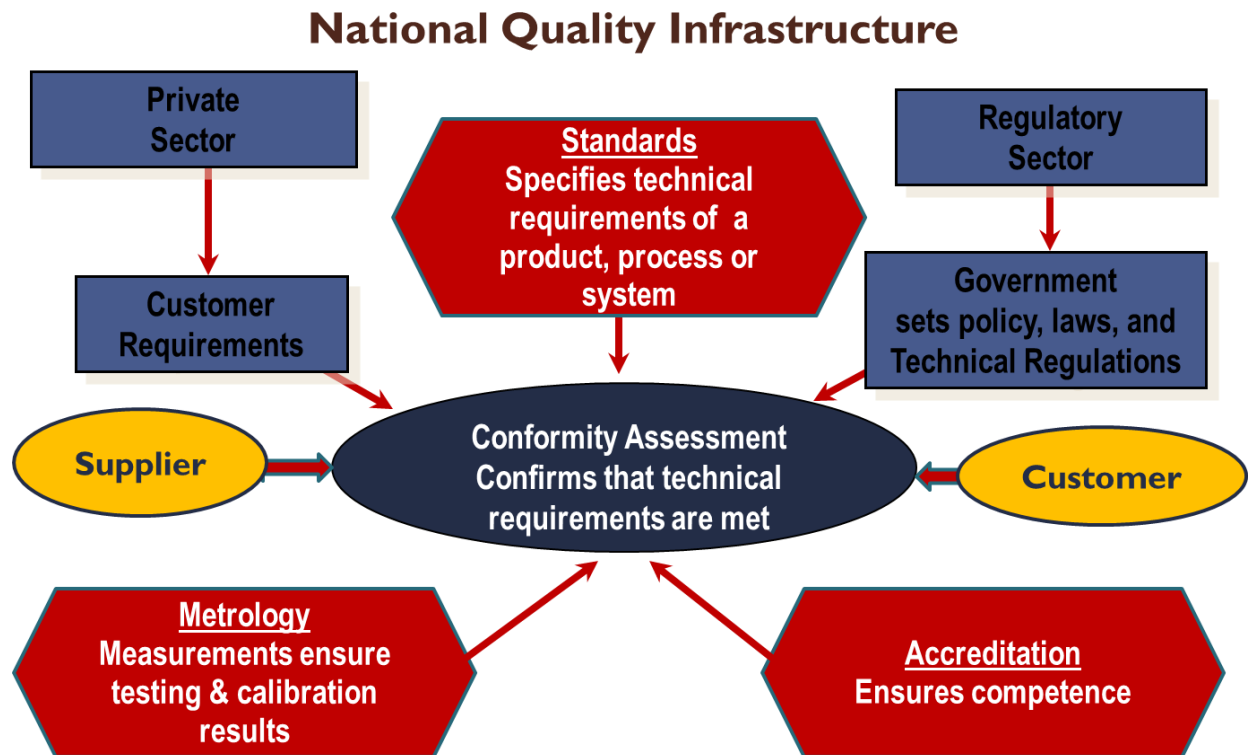 National Quality Infrastructure
Private
Sector
Standards
Specifies technical
requirements of a
product, process or
system
Regulatory
Sector
Customer
Requirements
Government
sets policy, laws, and
Technical Regulations
Supplier
Conformity Assessment
Confirms that technical
requirements are met
Customer
Metrology
Measurements ensure
testing & calibration
results
Accreditation
Ensures competence